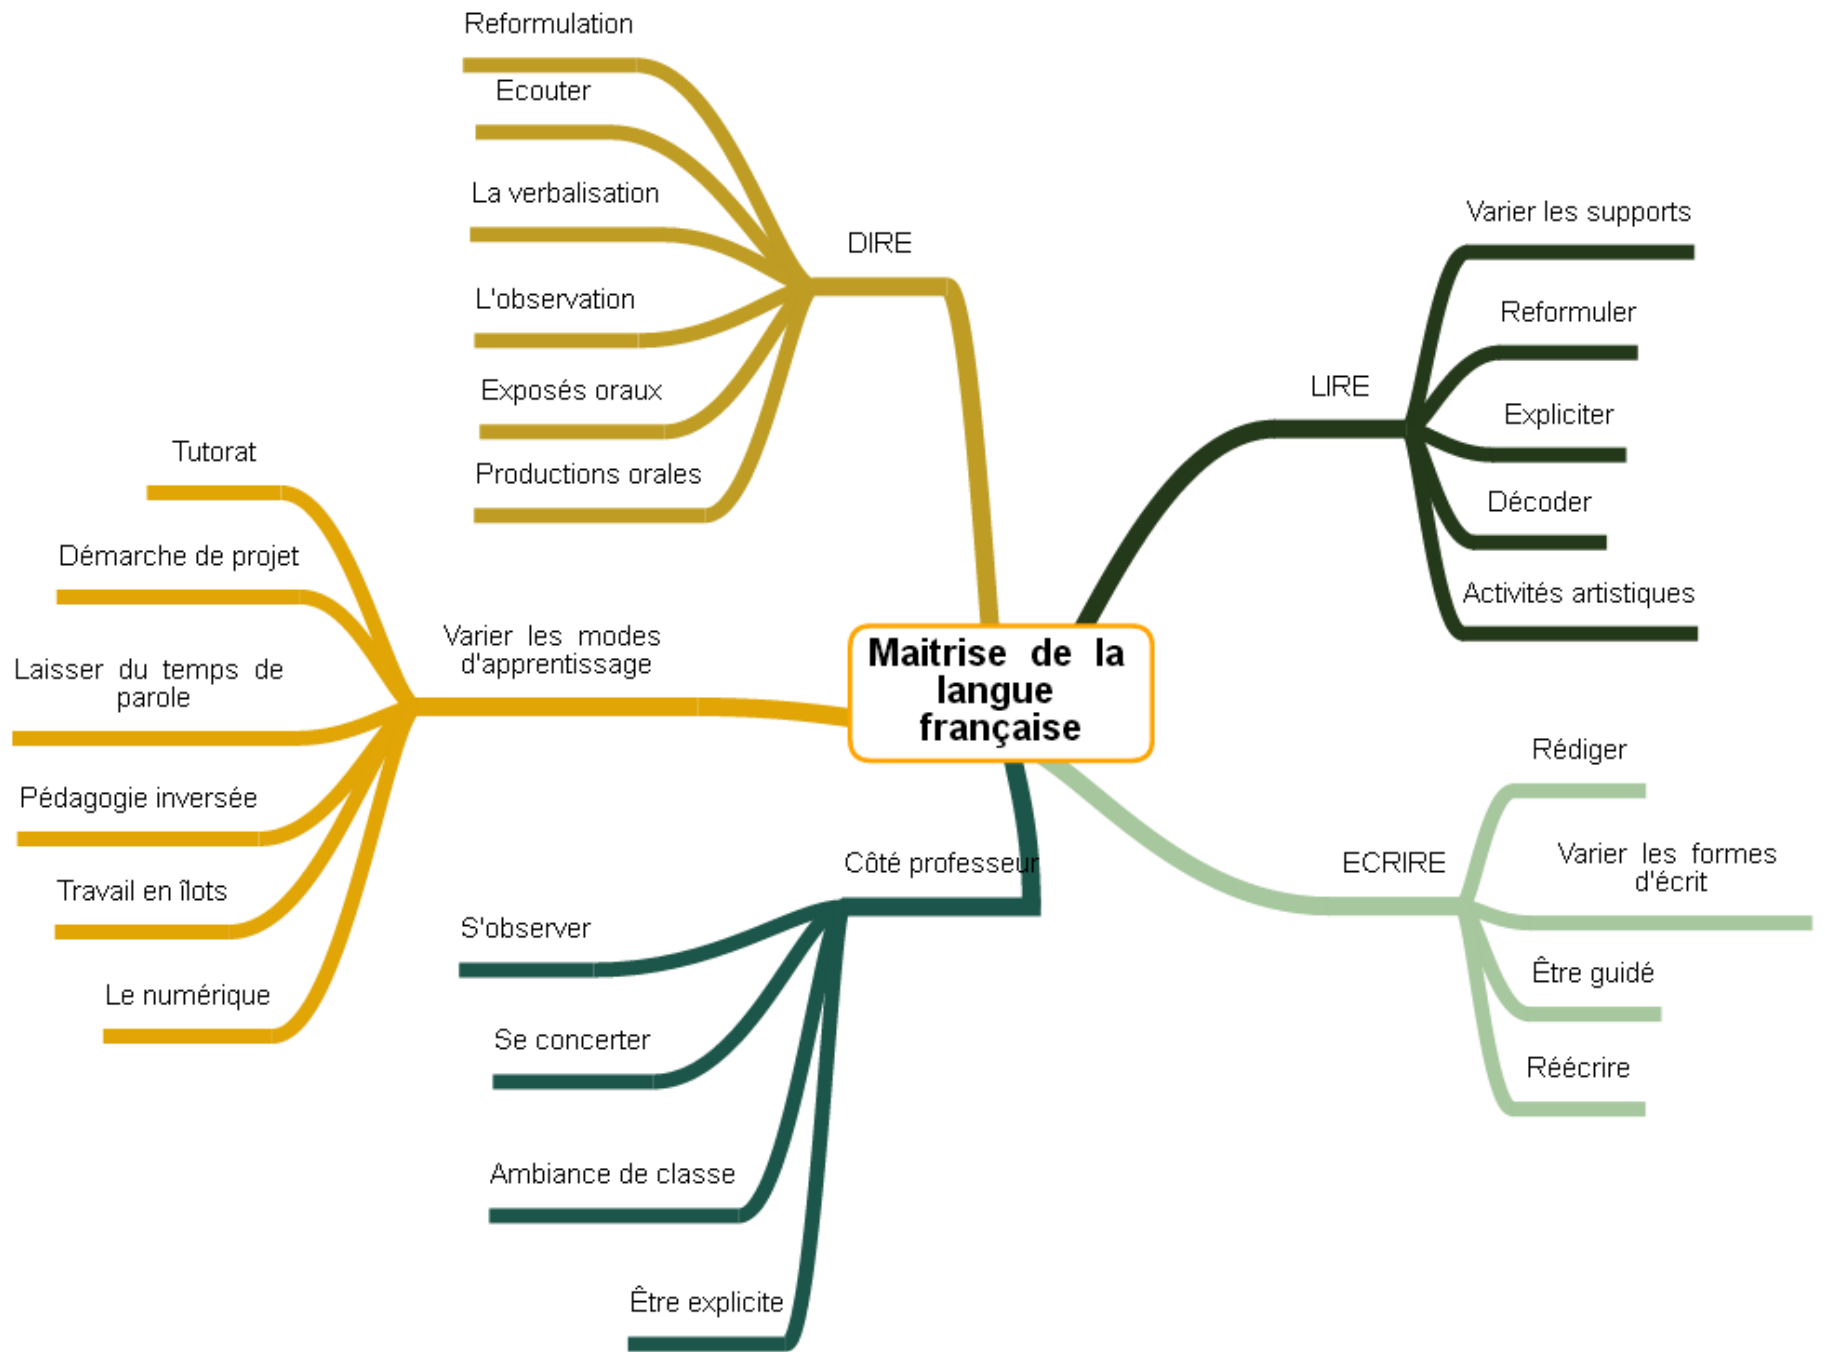 Reformulation
Ecouter
La verbalisation
L'observation
Exposés oraux
Productions orales
DIRE
Varier les supports
Reformuler
Expliciter
Décoder
Activités artistiques
LIRE
Tutorat
Démarche de projet
Laisser du temps de
parole
Pédagogie inversée
Travail en îlots
Le numérique
Varier les modes
d'apprentissage
Maitrise de la
langue
française
Côté professeur
S'observer
Se concerter
Ambiance de classe
Être explicite
ECRIRE
Rédiger
Varier les formes
d'écrit
Être guidé
Réécrire